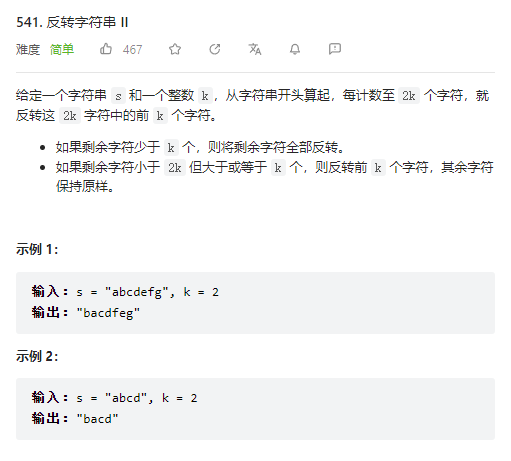 541. 反转字符串 II
难度 简单 467
给定一个字符串 s 和一个整数 k，从字符串开头算起，每计数至 2k 个字符，就
反转这 2k 字符中的前 k 个字符。
如果剩余字符少于 k 个，则将剩余字符全部反转。
如果剩余字符小于 2k 但大于或等于 k 个，则反转前 k 个字符，其余字符
保持原样。
示例 1：
输入：s = "abcdefg", k = 2
输出："bacdfeg"
示例 2：
输入：s = "abcd", k = 2
输出："bacd"